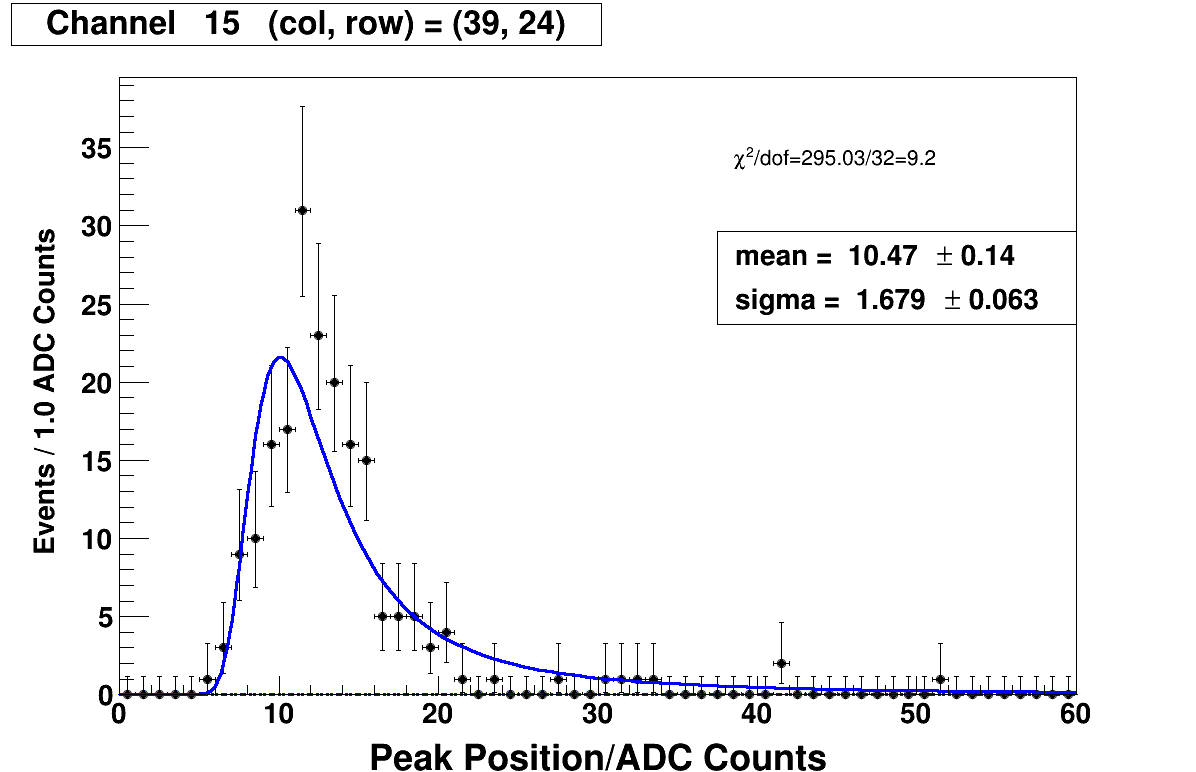 Channel 15 (col, row) = (39, 24)
χ²/dof=295.03/32=9.2
mean = 10.47 ± 0.14
sigma = 1.679 ± 0.063
Events / 1.0 ADC Counts
35
30
25
20
15
10
5
0
0 10 20 30 40 50 60
Peak Position/ADC Counts